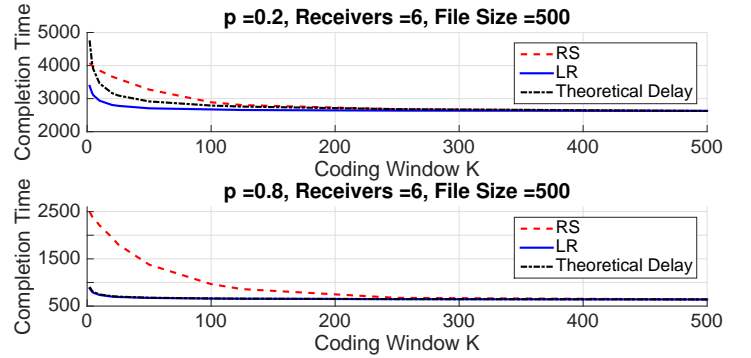 p =0.2, Receivers =6, File Size =500
Completion Time
5000
4000
3000
2000
RS
LR
Theoretical Delay
0 100 200 300 400 500
Coding Window K
p =0.8, Receivers =6, File Size =500
Completion Time
2500
1500
500
RS
LR
Theoretical Delay
0 100 200 300 400 500
Coding Window K